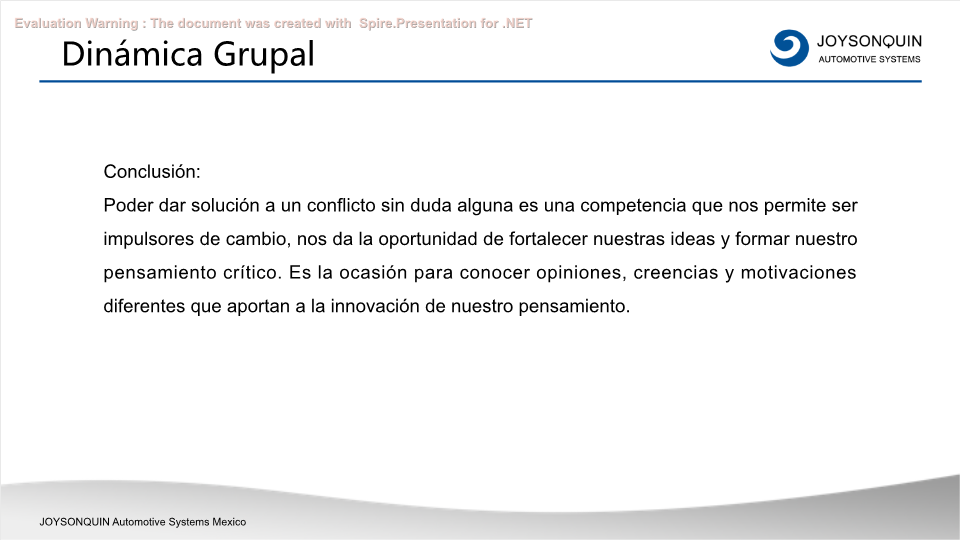 Evaluation Warning : The document was created with  Spire.Presentation for .NET
Dinámica Grupal
JOYSONQUIN
AUTOMOTIVE SYSTEMS
Conclusión:
Poder dar solución a un conflicto sin duda alguna es una competencia que nos permite ser
impulsores de cambio, nos da la oportunidad de fortalecer nuestras ideas y formar nuestro
pensamiento crítico. Es la ocasión para conocer opiniones, creencias y motivaciones
diferentes que aportan a la innovación de nuestro pensamiento.
JOYSONQUIN Automotive Systems Mexico